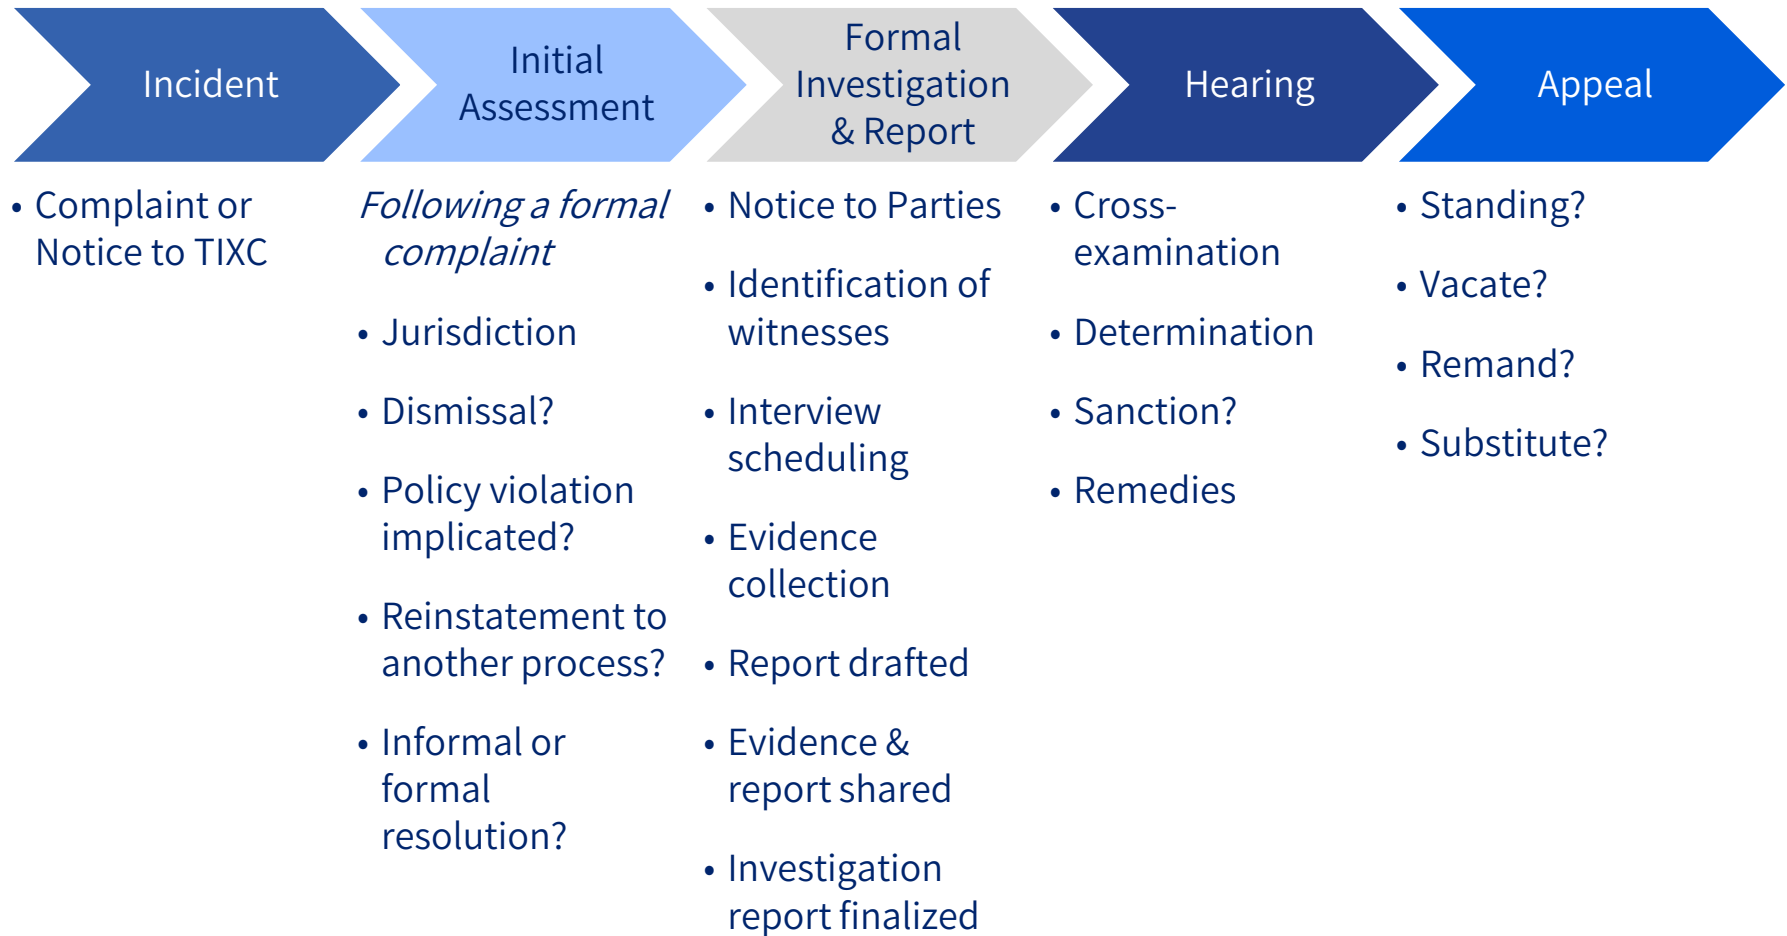 Incident
Initial
Assessment
Formal
Investigation
& Report
Hearing
Appeal
• Complaint or
Notice to TIXC
Following a formal
complaint
• Jurisdiction
• Dismissal?
• Policy violation
implicated?
• Reinstatement to
another process?
• Informal or
formal
resolution?
• Notice to Parties
• Identification of
witnesses
• Interview
scheduling
• Evidence
collection
• Report drafted
• Evidence &
report shared
• Investigation
report finalized
• Cross-
examination
• Determination
• Sanction?
• Remedies
• Standing?
• Vacate?
• Remand?
• Substitute?